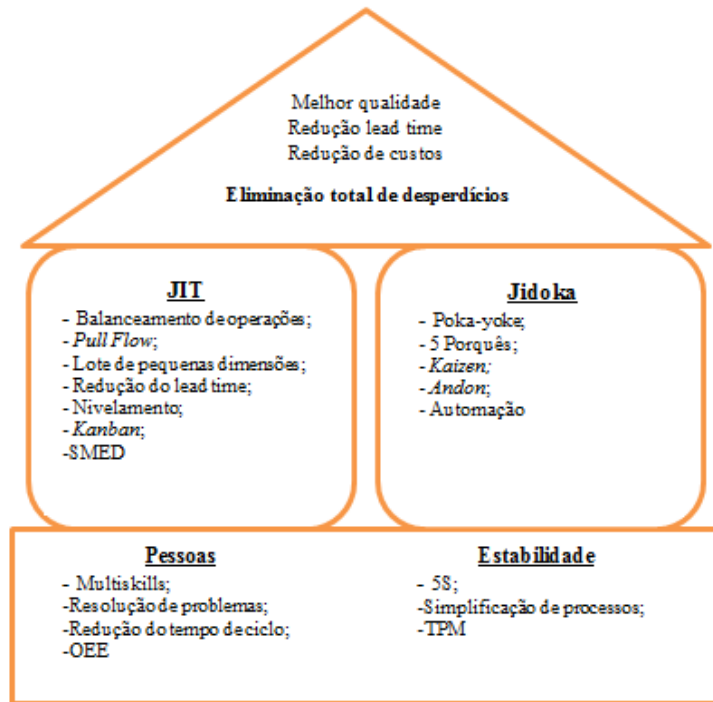 Melhor qualidade
Redução lead time
Redução de custos
Eliminação total de desperdícios
JIT
- Balanceamento de operações;
- Pull Flow;
- Lote de pequenas dimensões;
- Redução do lead time;
- Nivelamento;
- Kanban;
-SMED
Jidoka
- Poka-yoke;
- 5 Porquês;
- Kaizen;
- Andon;
- Automação
Pessoas
- Multiskills;
-Resolução de problemas;
-Redução do tempo de ciclo;
-OEE
Estabilidade
- 5S;
-Simplificação de processos;
-TPM